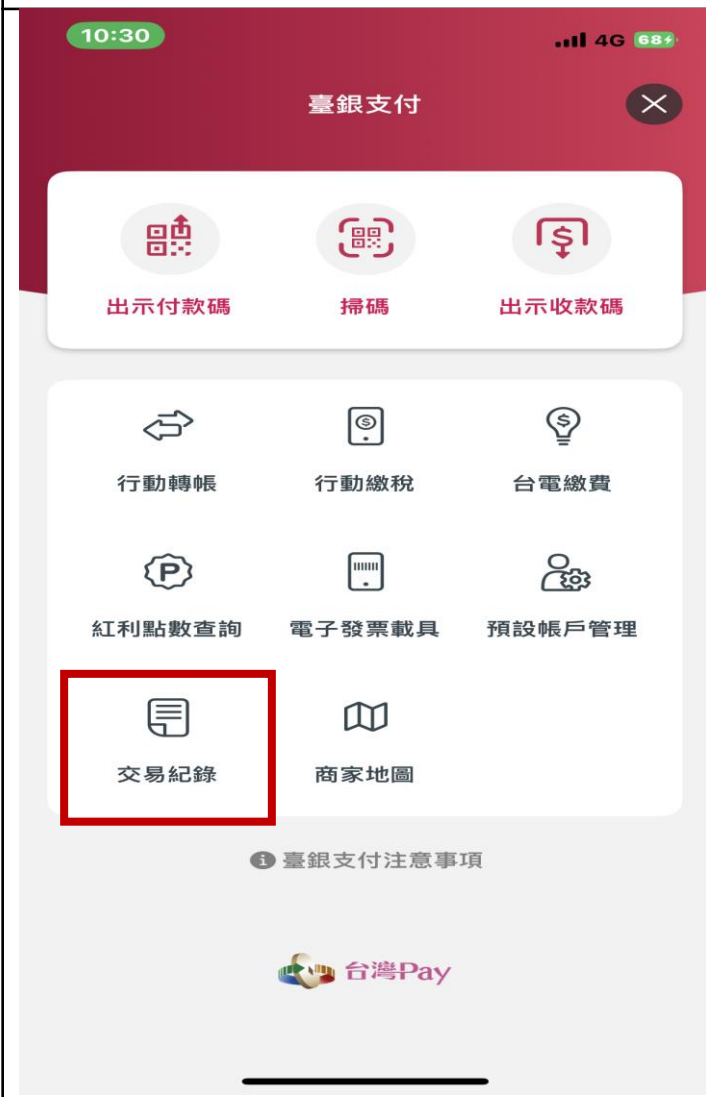 10:30 4G 68
臺銀支付
出示付款碼 掃碼 出示收款碼
行動轉帳 行動繳稅 台電繳費
P
紅利點數查詢 電子發票載具 預設帳戶管理
交易紀錄 商家地圖
臺銀支付注意事項
台灣Pay